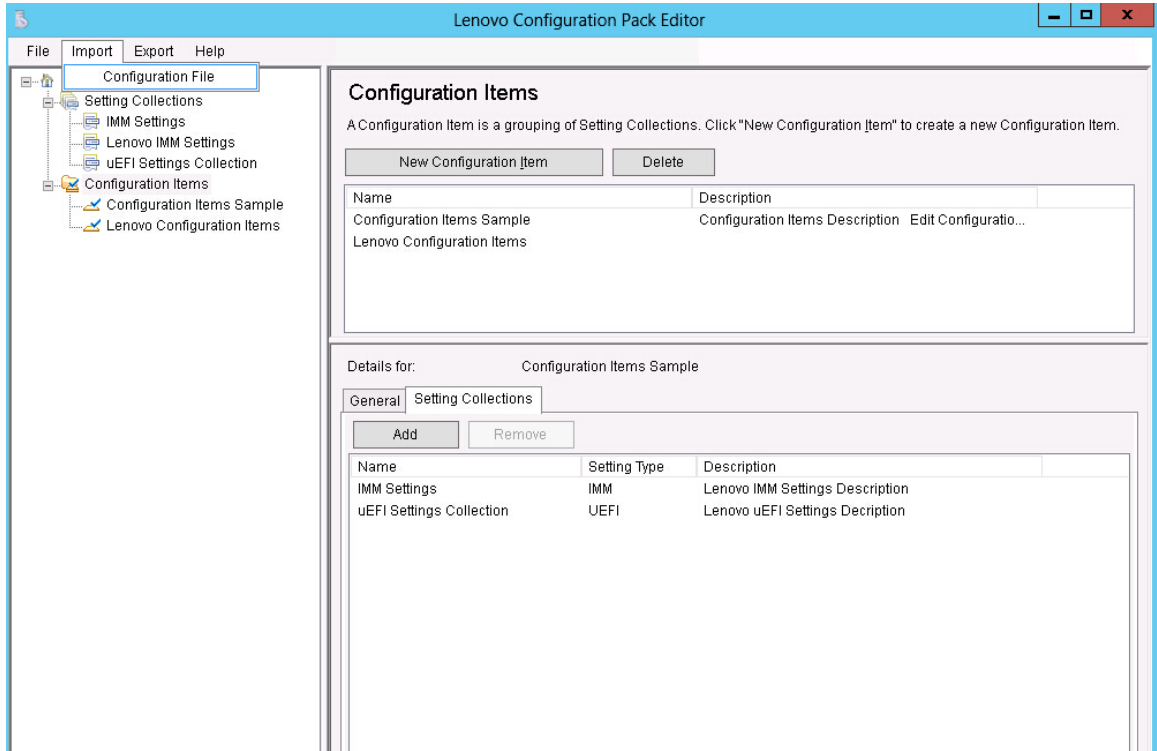 Lenovo Configuration Pack Editor
File Import Export Help
Configuration File
Setting Collections
IMM Settings
Lenovo IMM Settings
uEFI Settings Collection
Configuration Items
Configuration Items Sample
Lenovo Configuration Items
Configuration Items
A Configuration Item is a grouping of Setting Collections. Click "New Configuration Item" to create a new Configuration Item.
New Configuration Item Delete
Name Description
Configuration Items Sample Configuration Items Description Edit Configuratio...
Lenovo Configuration Items
Details for: Configuration Items Sample
General Setting Collections
Add Remove
Name Setting Type Description
IMM Settings IMM Lenovo IMM Settings Description
uEFI Settings Collection UEFI Lenovo uEFI Settings Decription